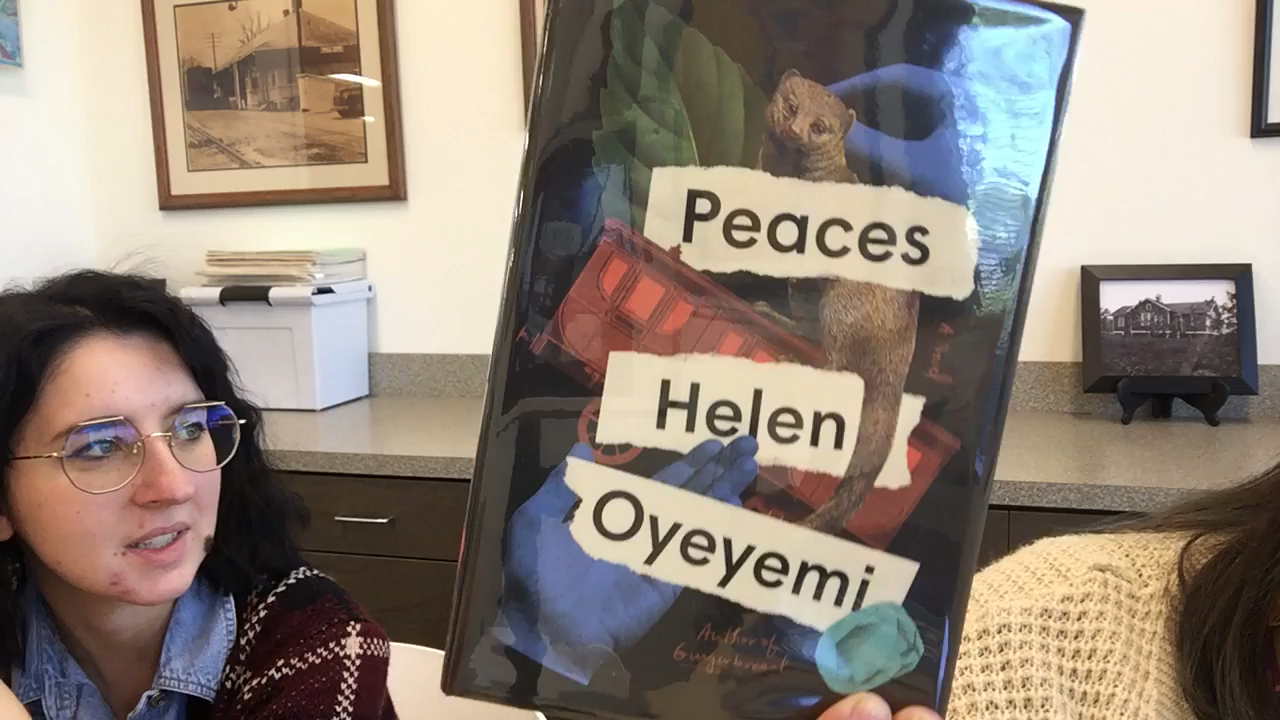 Peaces
Helen
Oyeyemi
Author of
Gingerbread